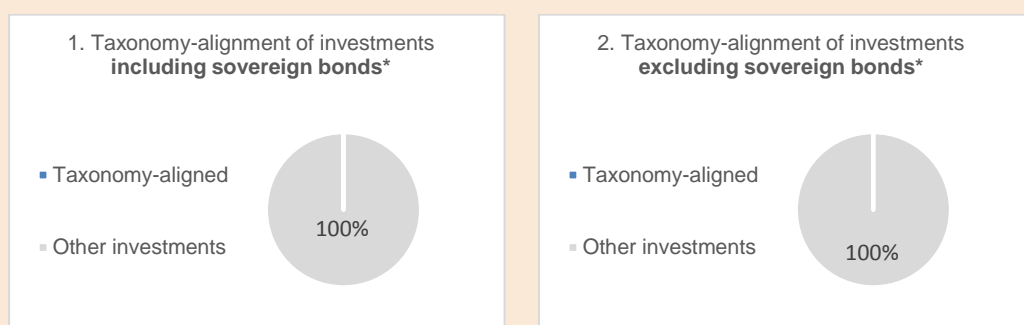 1. Taxonomy-alignment of investments
including sovereign bonds*
Taxonomy-aligned
Other investments
100%
2. Taxonomy-alignment of investments
excluding sovereign bonds*
Taxonomy-aligned
Other investments
100%